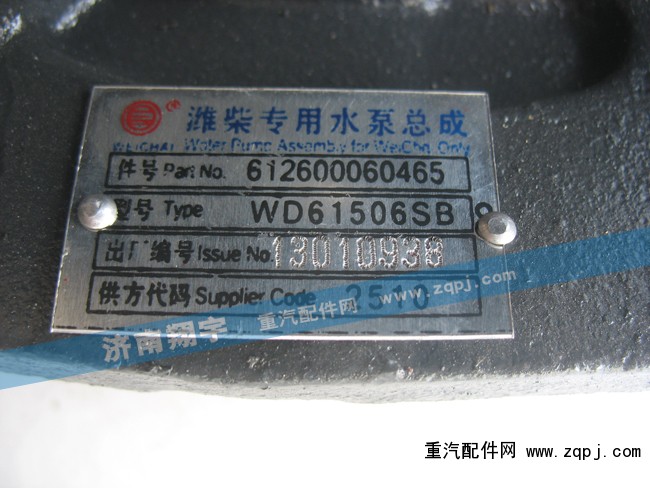 潍柴专用水泵总成
WEICHAI Water Pump Assembly for WeiChai Only
件号 Part No. 612600060465
型号 Type WD61506SB
出厂编号 Issue No. 13010938
供方代码 Supplier Code 2510
济南翔宇 重汽配件网 www.zqpj.com
重汽配件网 www.zqpj.com